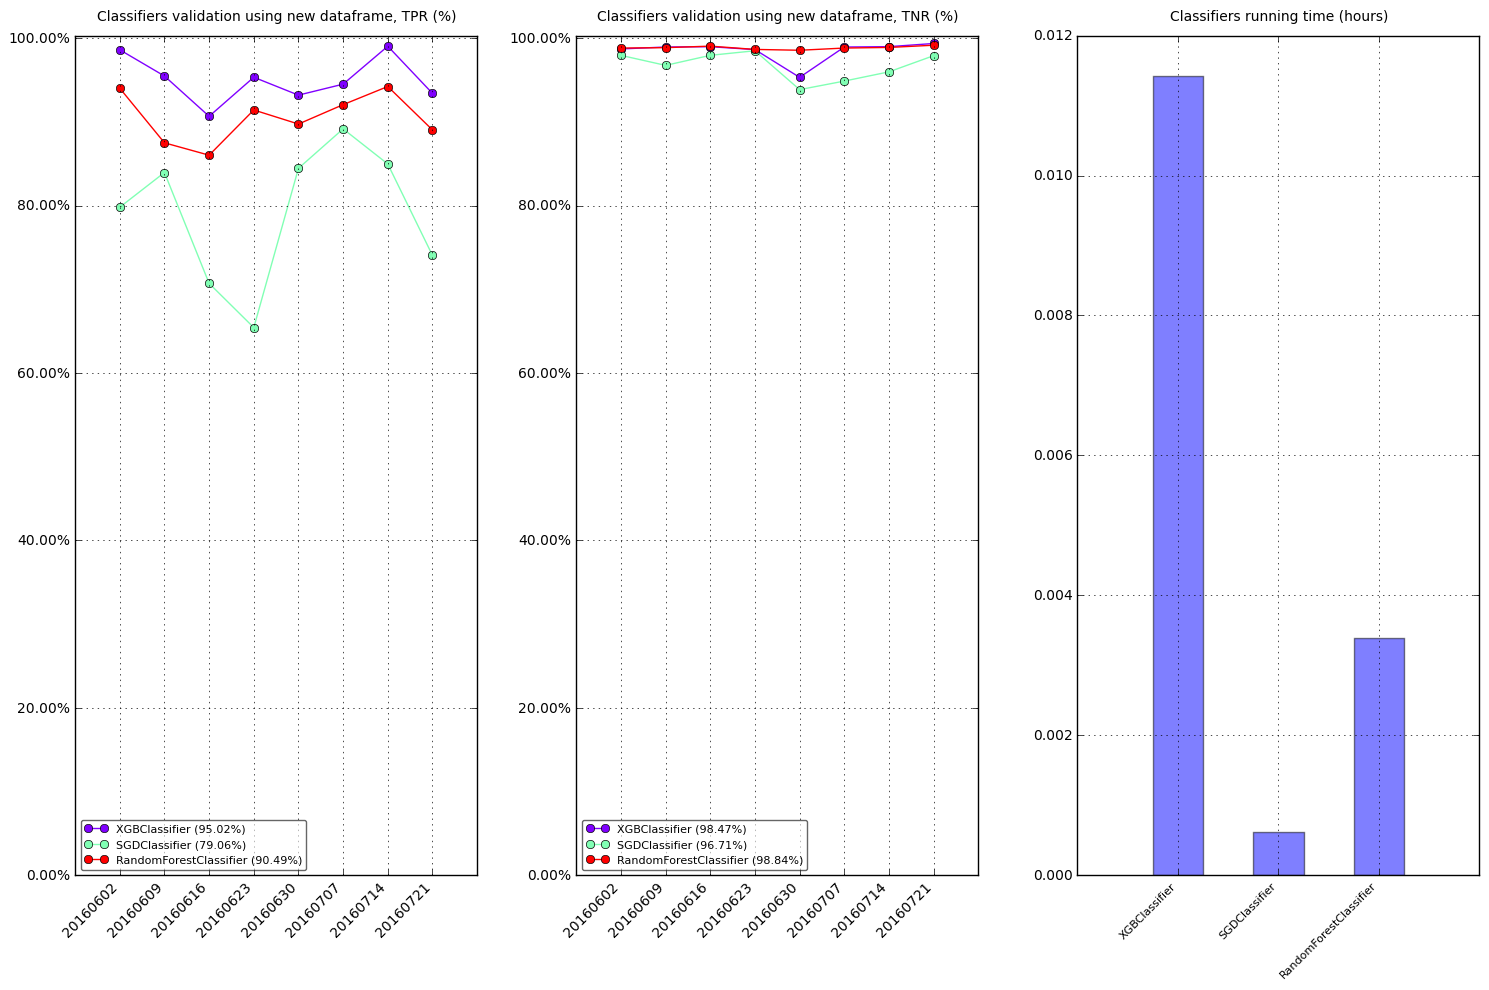 Classifiers validation using new dataframe, TPR (%)
100.00%
80.00%
60.00%
40.00%
20.00%
0.00%
XGBClassifier (95.02%)
SGDClassifier (79.06%)
RandomForestClassifier (90.49%)
20160602
20160609
20160616
20160623
20160630
20160707
20160714
20160721
Classifiers validation using new dataframe, TNR (%)
100.00%
80.00%
60.00%
40.00%
20.00%
0.00%
XGBClassifier (98.47%)
SGDClassifier (96.71%)
RandomForestClassifier (98.84%)
20160602
20160609
20160616
20160623
20160630
20160707
20160714
20160721
Classifiers running time (hours)
0.012
0.010
0.008
0.006
0.004
0.002
0.000
XGBClassifier
SGDClassifier
RandomForestClassifier